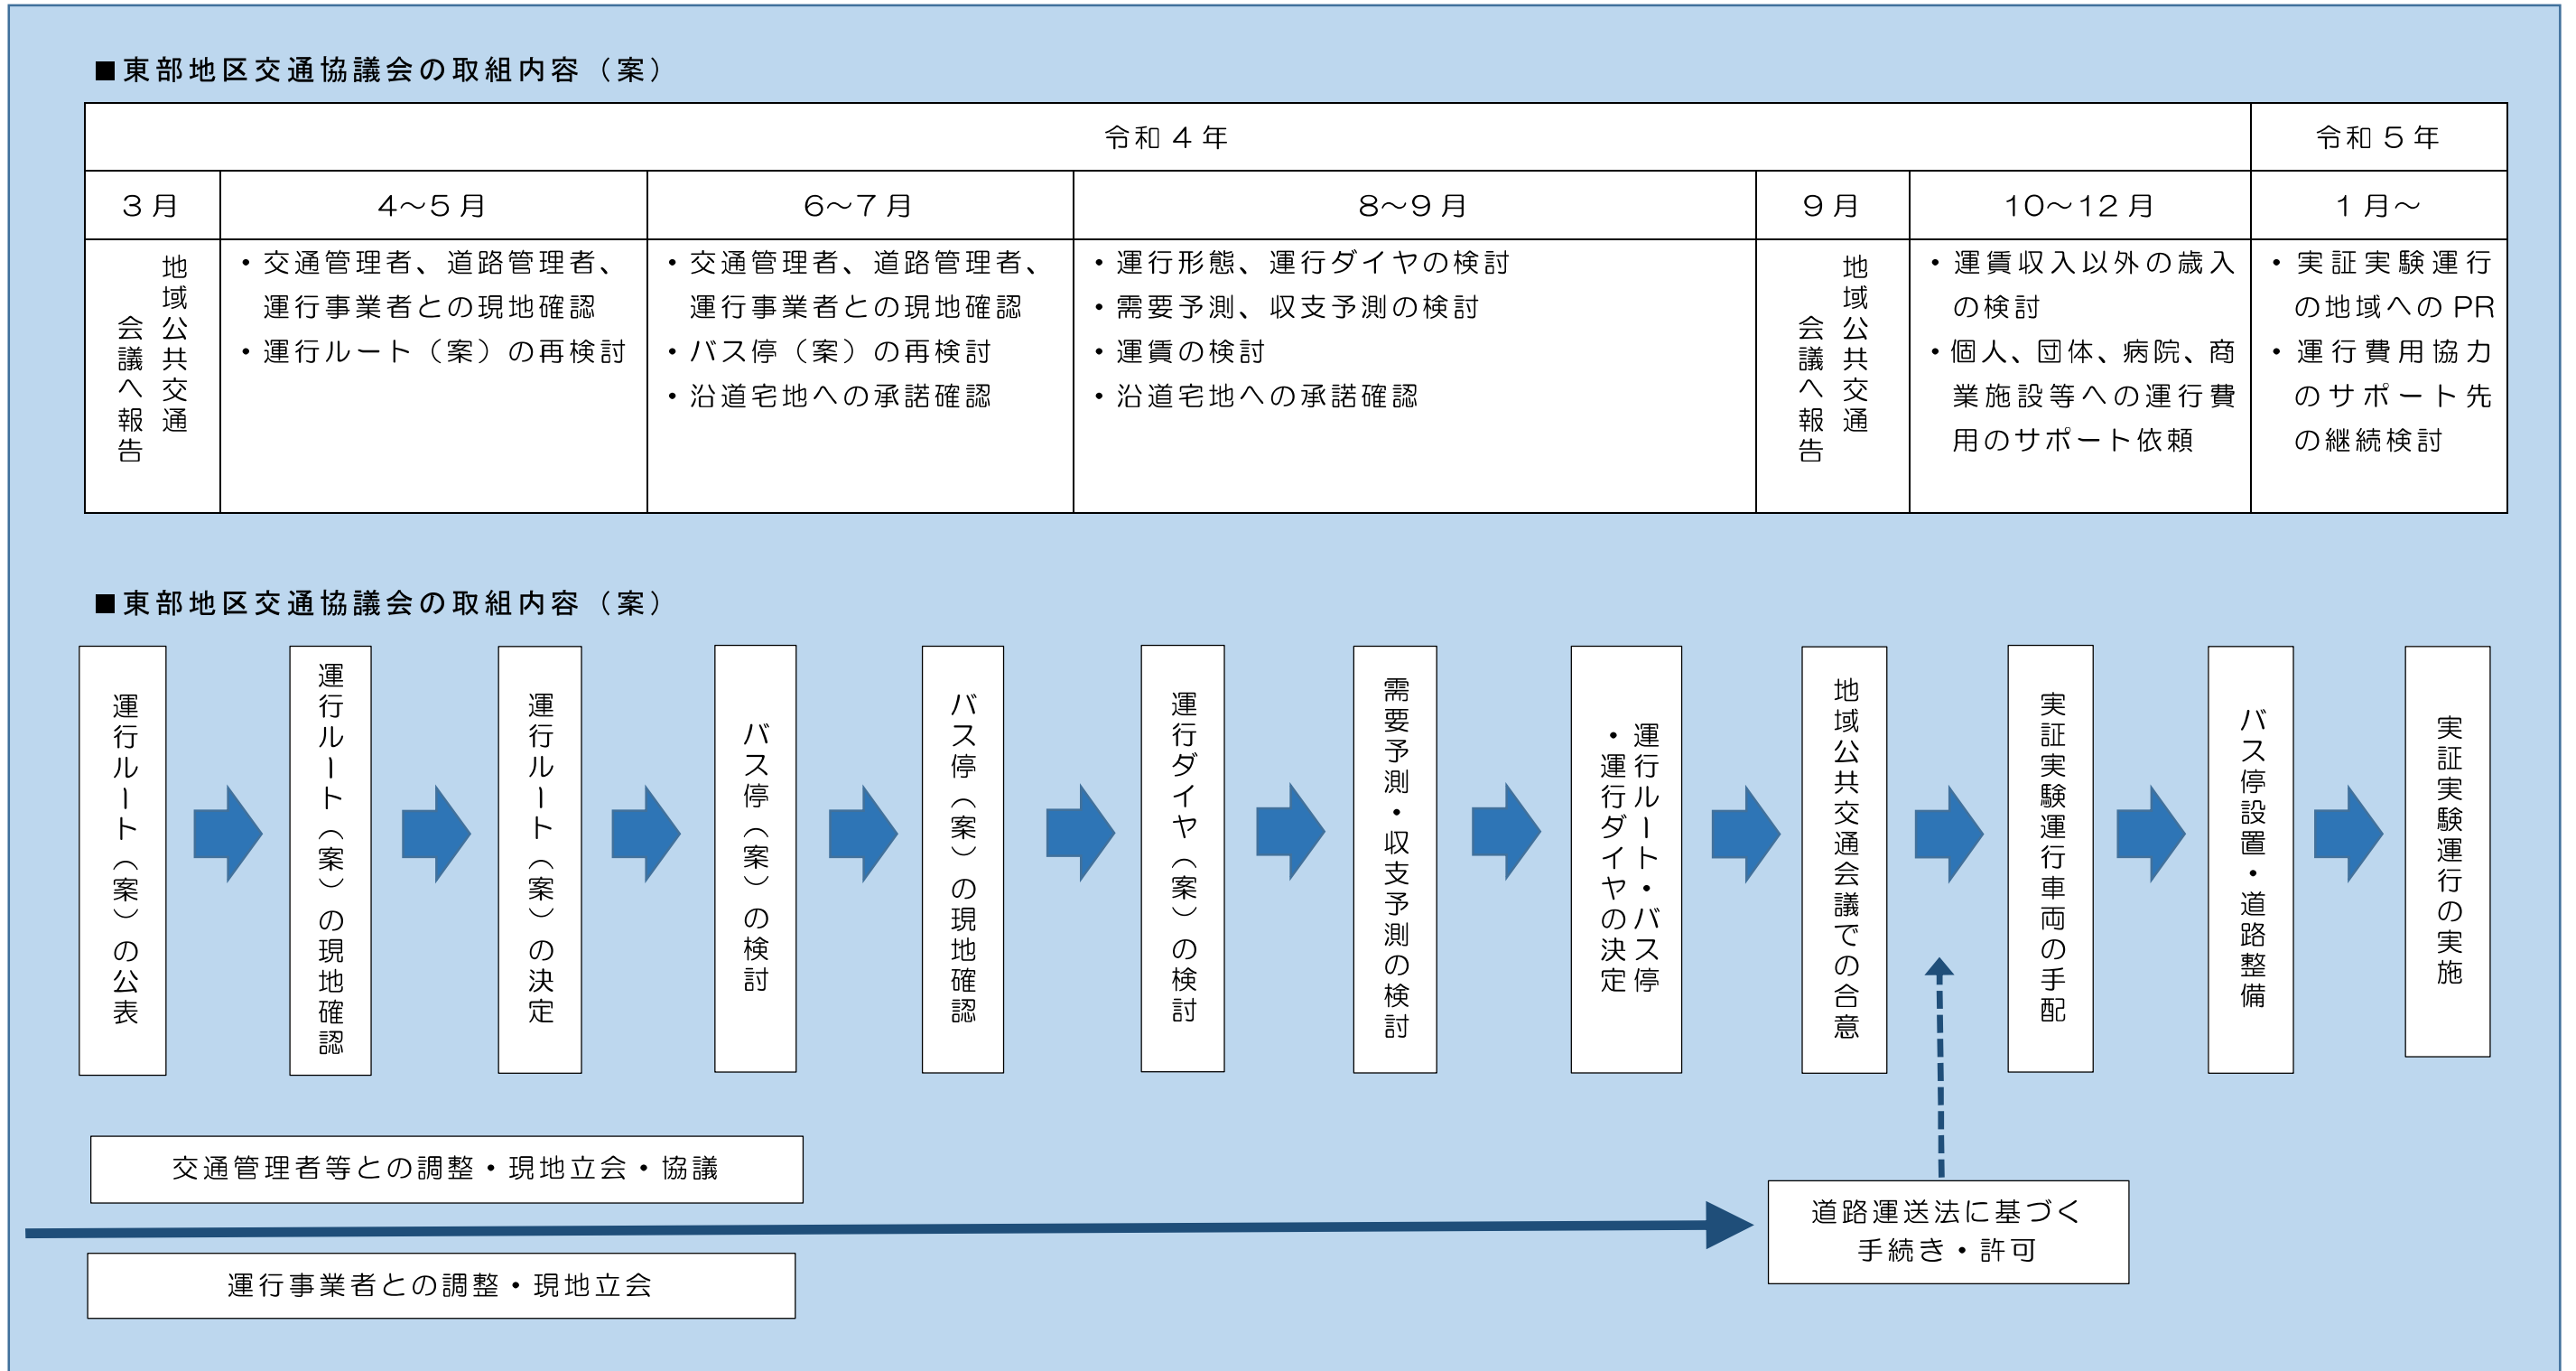 ■東部地区交通協議会の取組内容（案）
令和4年
令和5年
3月
4～5月
6～7月
8～9月
9月
10～12月
1月～
地域公共交通
会議へ報告
・交通管理者、道路管理者、
運行事業者との現地確認
・運行ルート（案）の再検討
・交通管理者、道路管理者、
運行事業者との現地確認
・バス停（案）の再検討
・沿道宅地への承諾確認
・運行形態、運行ダイヤの検討
・需要予測、収支予測の検討
・運賃の検討
・沿道宅地への承諾確認
地域公共交通
会議へ報告
・運賃収入以外の歳入
の検討
・個人、団体、病院、商
業施設等への運行費
用のサポート依頼
・実証実験運行
の地域へのPR
・運行費用協力
のサポート先
の継続検討
■東部地区交通協議会の取組内容（案）
運行ルート（案）の公表
運行ルート（案）の現地確認
運行ルート（案）の決定
バス停（案）の検討
バス停（案）の現地確認
運行ダイヤ（案）の検討
需要予測・収支予測の検討
運行ルート・バス停
・運行ダイヤの決定
地域公共交通会議での合意
実証実験運行車両の手配
バス停設置・道路整備
実証実験運行の実施
交通管理者等との調整・現地立会・協議
運行事業者との調整・現地立会
道路運送法に基づく
手続き・許可